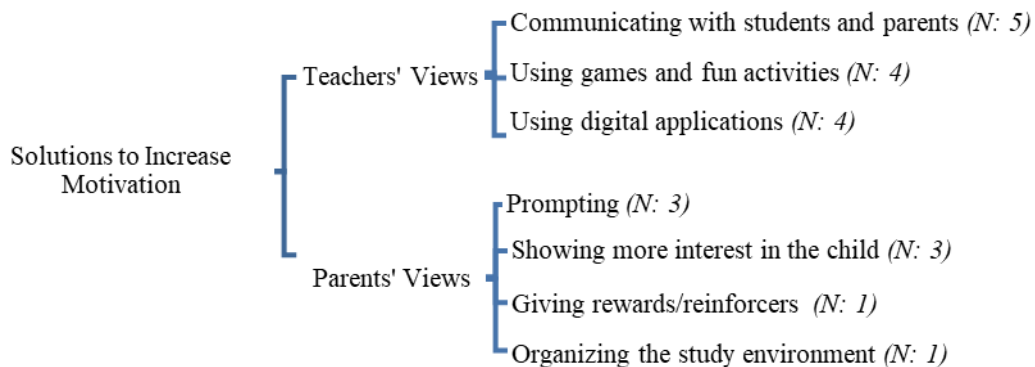 Solutions to Increase
Motivation
Teachers' Views
Communicating with students and parents (N: 5)
Using games and fun activities (N: 4)
Using digital applications (N: 4)
Parents' Views
Prompting (N: 3)
Showing more interest in the child (N: 3)
Giving rewards/reinforcers (N: 1)
Organizing the study environment (N: 1)